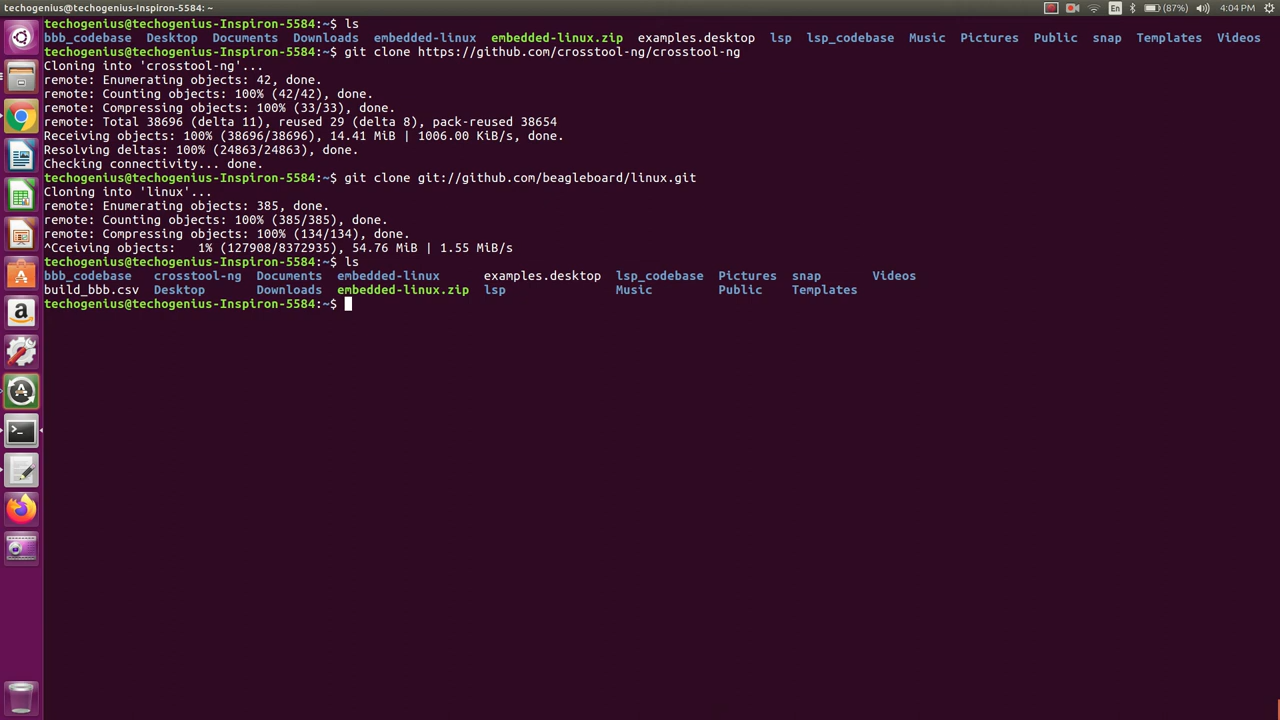 techogenius@techogenius-Inspiron-5584: ~
En (87%) 4:04 PM
techogenius@techogenius-Inspiron-5584:~$ ls
bbb_codebase Desktop Documents Downloads embedded-linux embedded-linux.zip examples.desktop lsp lsp_codebase Music Pictures Public snap Templates Videos
techogenius@techogenius-Inspiron-5584:~$ git clone https://github.com/crosstool-ng/crosstool-ng
Cloning into 'crosstool-ng'...
remote: Enumerating objects: 42, done.
remote: Counting objects: 100% (42/42), done.
remote: Compressing objects: 100% (33/33), done.
remote: Total 38696 (delta 11), reused 29 (delta 8), pack-reused 38654
Receiving objects: 100% (38696/38696), 14.41 MiB | 1006.00 KiB/s, done.
Resolving deltas: 100% (24863/24863), done.
Checking connectivity... done.
techogenius@techogenius-Inspiron-5584:~$ git clone git://github.com/beagleboard/linux.git
Cloning into 'linux'...
remote: Enumerating objects: 385, done.
remote: Counting objects: 100% (385/385), done.
remote: Compressing objects: 100% (134/134), done.
^Cceiving objects:   1% (127908/8372935), 54.76 MiB | 1.55 MiB/s
techogenius@techogenius-Inspiron-5584:~$ ls
bbb_codebase crosstool-ng Documents embedded-linux examples.desktop lsp_codebase Pictures snap Videos
build_bbb.csv Desktop Downloads embedded-linux.zip lsp Music Public Templates
techogenius@techogenius-Inspiron-5584:~$